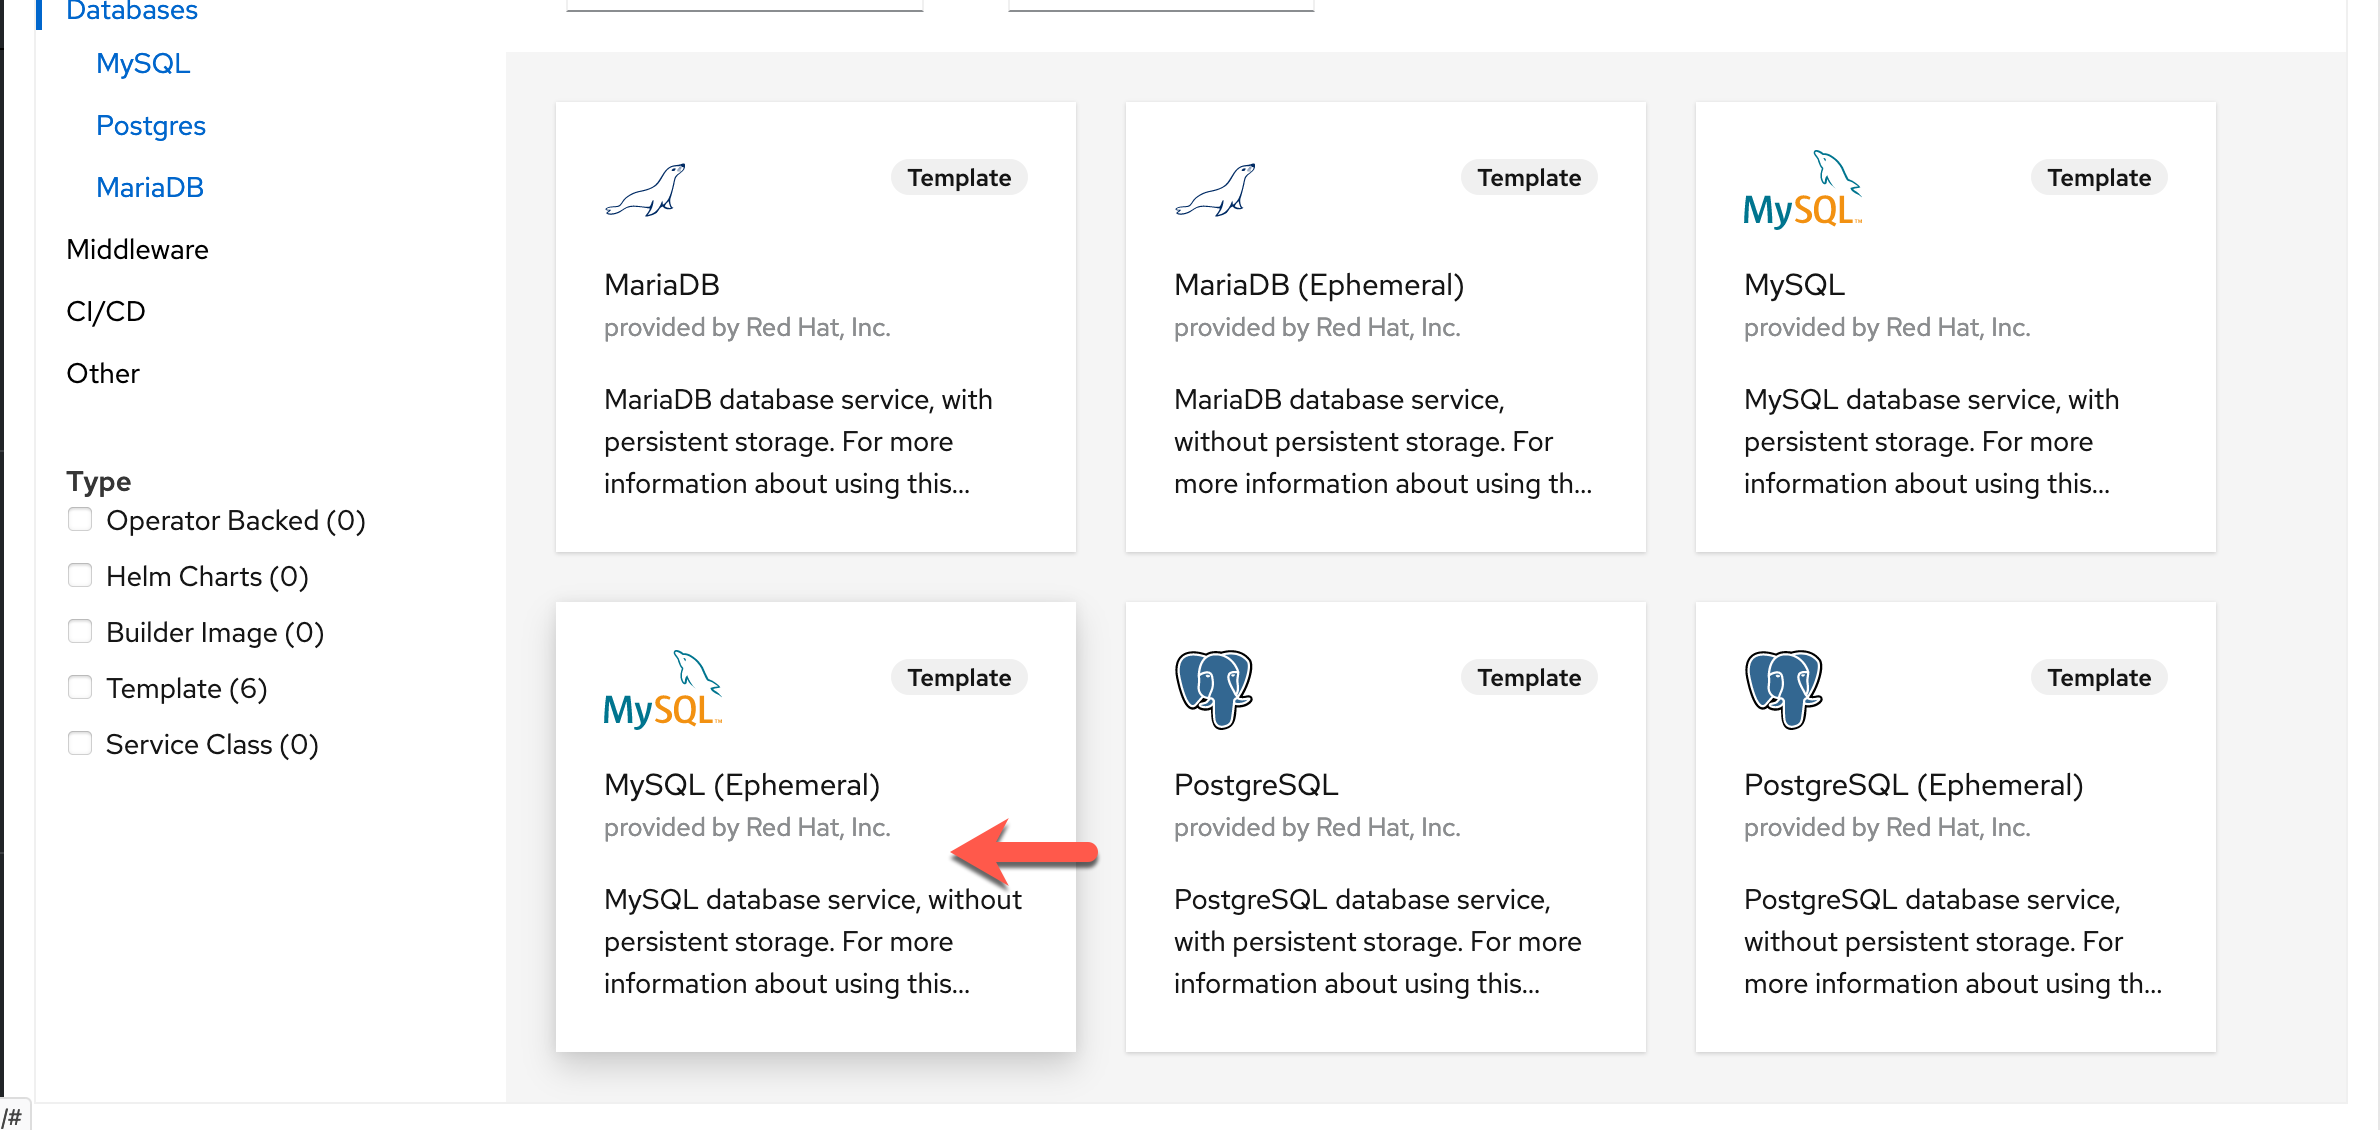 Databases
MySQL
Postgres
MariaDB
Middleware
CI/CD
Other
Type
Operator Backed (0)
Helm Charts (0)
Builder Image (0)
Template (6)
Service Class (0)
Template
MariaDB
provided by Red Hat, Inc.
MariaDB database service, with
persistent storage. For more
information about using this...
Template
MariaDB (Ephemeral)
provided by Red Hat, Inc.
MariaDB database service,
without persistent storage. For
more information about using th...
MySQL™
Template
MySQL
provided by Red Hat, Inc.
MySQL database service, with
persistent storage. For more
information about using this...
MySQL™
Template
MySQL (Ephemeral)
provided by Red Hat, Inc.
MySQL database service, without
persistent storage. For more
information about using this...
Template
PostgreSQL
provided by Red Hat, Inc.
PostgreSQL database service,
with persistent storage. For more
information about using this...
Template
PostgreSQL (Ephemeral)
provided by Red Hat, Inc.
PostgreSQL database service,
without persistent storage. For
more information about using th...
/#